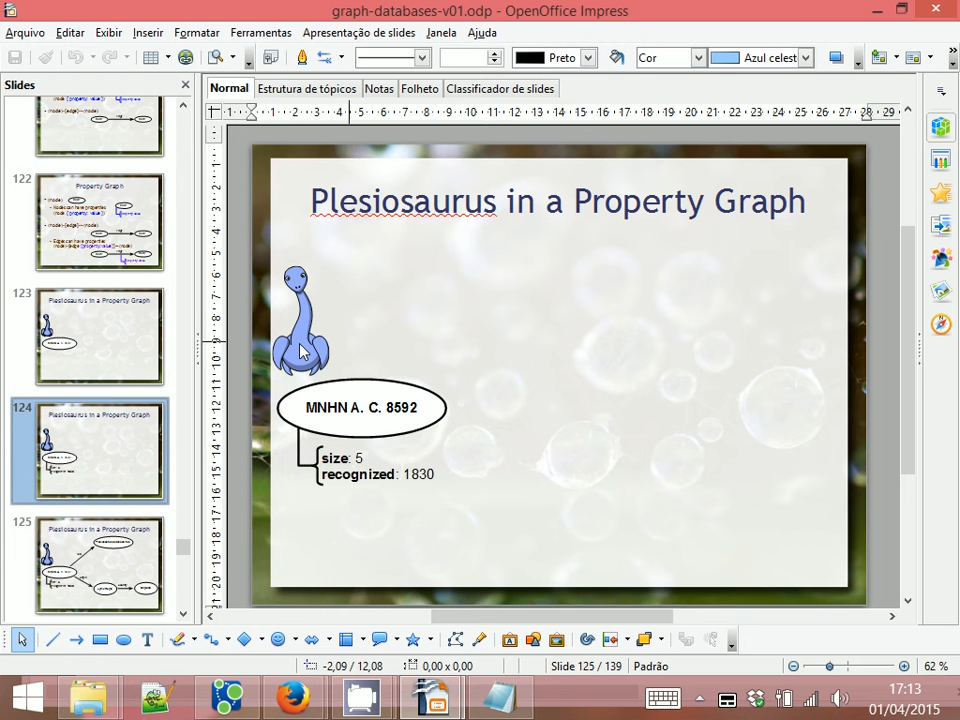 graph-databases-v01.odp - OpenOffice Impress
Arquivo Editar Exibir Inserir Formatar Ferramentas Apresentação de slides Janela Ajuda
Preto
Cor
Azul celest
Slides
Normal Estrutura de tópicos Notas Folheto Classificador de slides
122
Property Graph
123
Plesiosaurus in a Property Graph
124
Plesiosaurus in a Property Graph
125
Plesiosaurus in a Property Graph
Plesiosaurus in a Property Graph
MNHN A. C. 8592
size: 5
recognized: 1830
-2,09 / 12,08
0,00 x 0,00
Slide 125 / 139
Padrão
62 %
17:13
01/04/2015